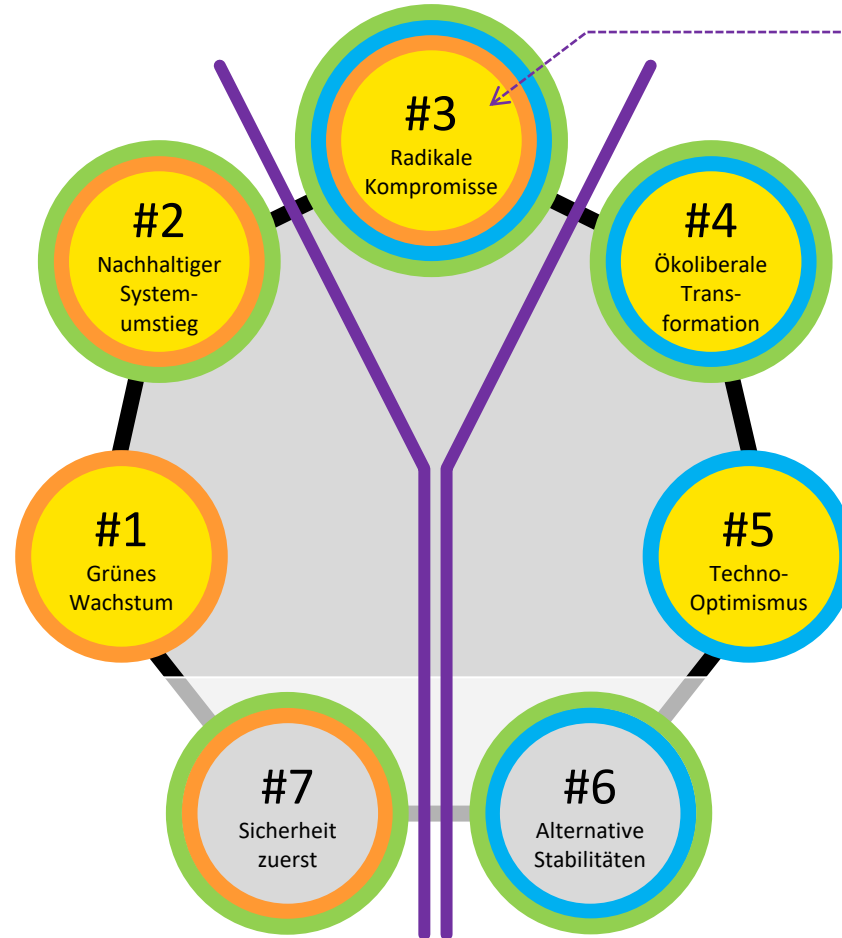 #3
Radikale
Kompromisse
#2
Nachhaltiger
System-
umstieg
#4
Ökoliberale
Trans-
formation
#1
Grünes
Wachstum
#5
Techno-
Optimismus
#7
Sicherheit
zuerst
#6
Alternative
Stabilitäten